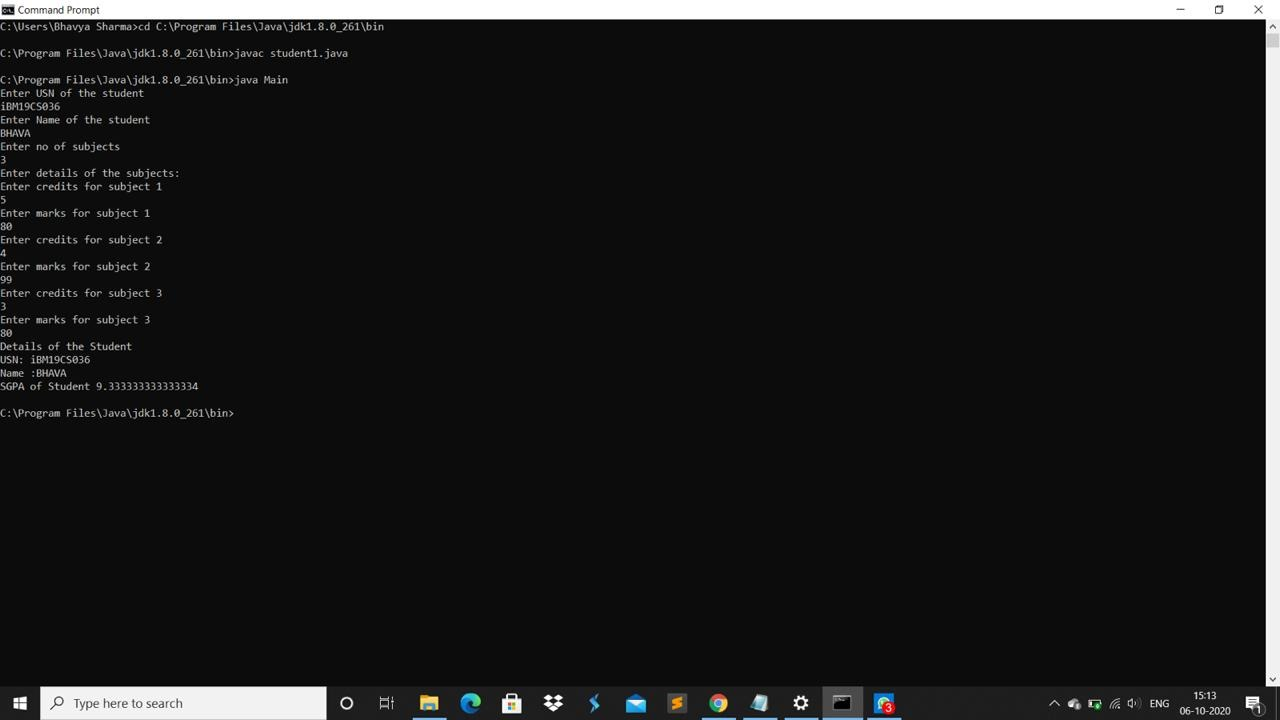 Command Prompt
C:\Users\Bhavya Sharma>cd C:\Program Files\Java\jdk1.8.0_261\bin
C:\Program Files\Java\jdk1.8.0_261\bin>javac student1.java
C:\Program Files\Java\jdk1.8.0_261\bin>java Main
Enter USN of the student
iBM19CS036
Enter Name of the student
BHAVA
Enter no of subjects
3
Enter details of the subjects:
Enter credits for subject 1
5
Enter marks for subject 1
80
Enter credits for subject 2
4
Enter marks for subject 2
99
Enter credits for subject 3
3
Enter marks for subject 3
80
Details of the Student
USN: iBM19CS036
Name :BHAVA
SGPA of Student 9.333333333333334
C:\Program Files\Java\jdk1.8.0_261\bin>
Type here to search
3
ENG
15:13
06-10-2020
1